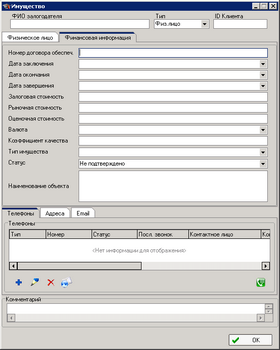 Имущество
ФИО залогодателя Тип ID Клиента
Физ.лицо
Физическое лицо Финансовая информация
Номер договора обеспеч.
Дата заключения
Дата окончания
Дата завершения
Залоговая стоимость
Рыночная стоимость
Оценочная стоимость
Валюта
Коэффициент качества
Тип имущества
Статус Не подтверждено
Наименование объекта
Телефоны Адреса Email
Телефоны
Тип Номер Статус Посл. звонок Контактное лицо Ко
<Нет информации для отображения>
Комментарий
OK